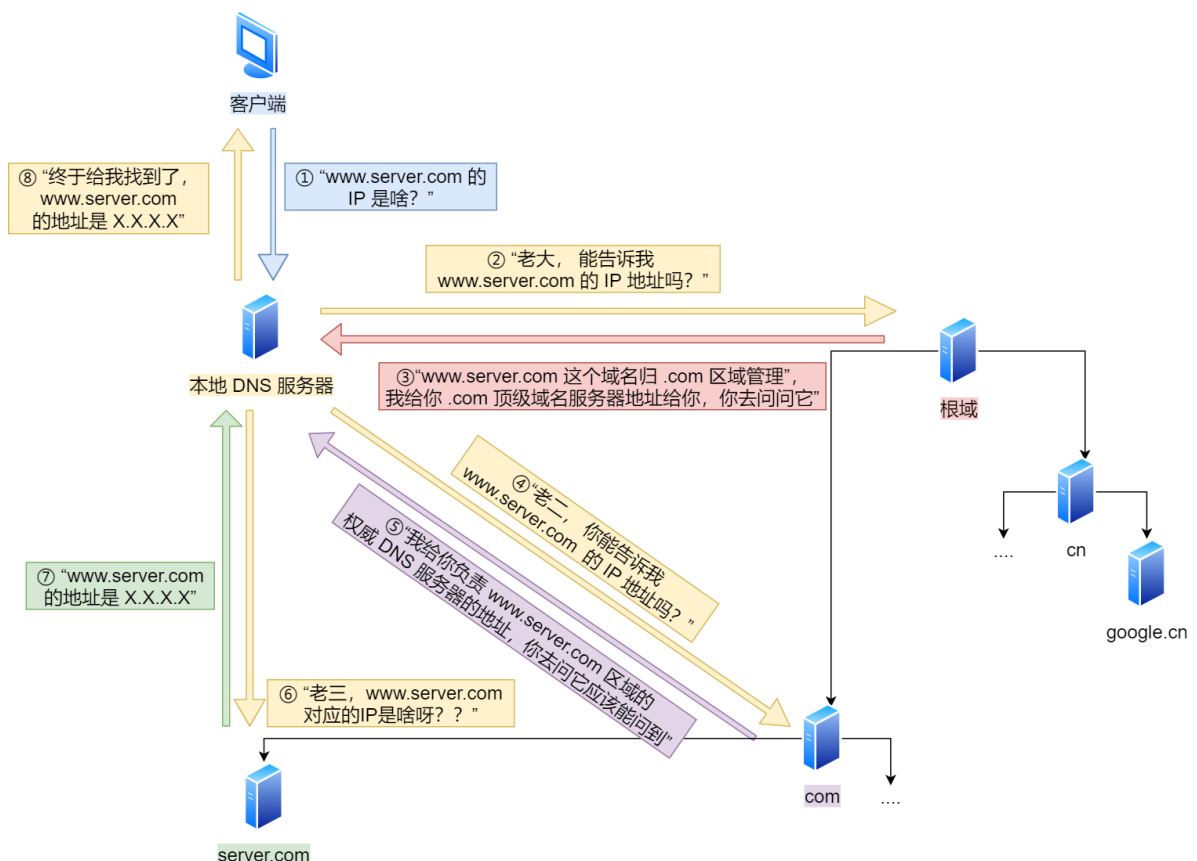 客户端
⑧ “终于给我找到了，
www.server.com
的地址是 X.X.X.X”
① “www.server.com 的
IP 是啥？”
② “老大， 能告诉我
www.server.com 的 IP 地址吗？”
本地 DNS 服务器
③“www.server.com 这个域名归 .com 区域管理”，
我给你 .com 顶级域名服务器地址给你，你去问问它”
根域
④“老二， 你能告诉我
www.server.com 的 IP 地址吗？”
⑤“我给你负责 www.server.com 区域的
权威 DNS 服务器的地址，你去问它应该能问到”
....
cn
google.cn
⑦ “www.server.com
的地址是 X.X.X.X”
⑥ “老三，www.server.com
对应的IP是啥呀？？”
com
....
server.com